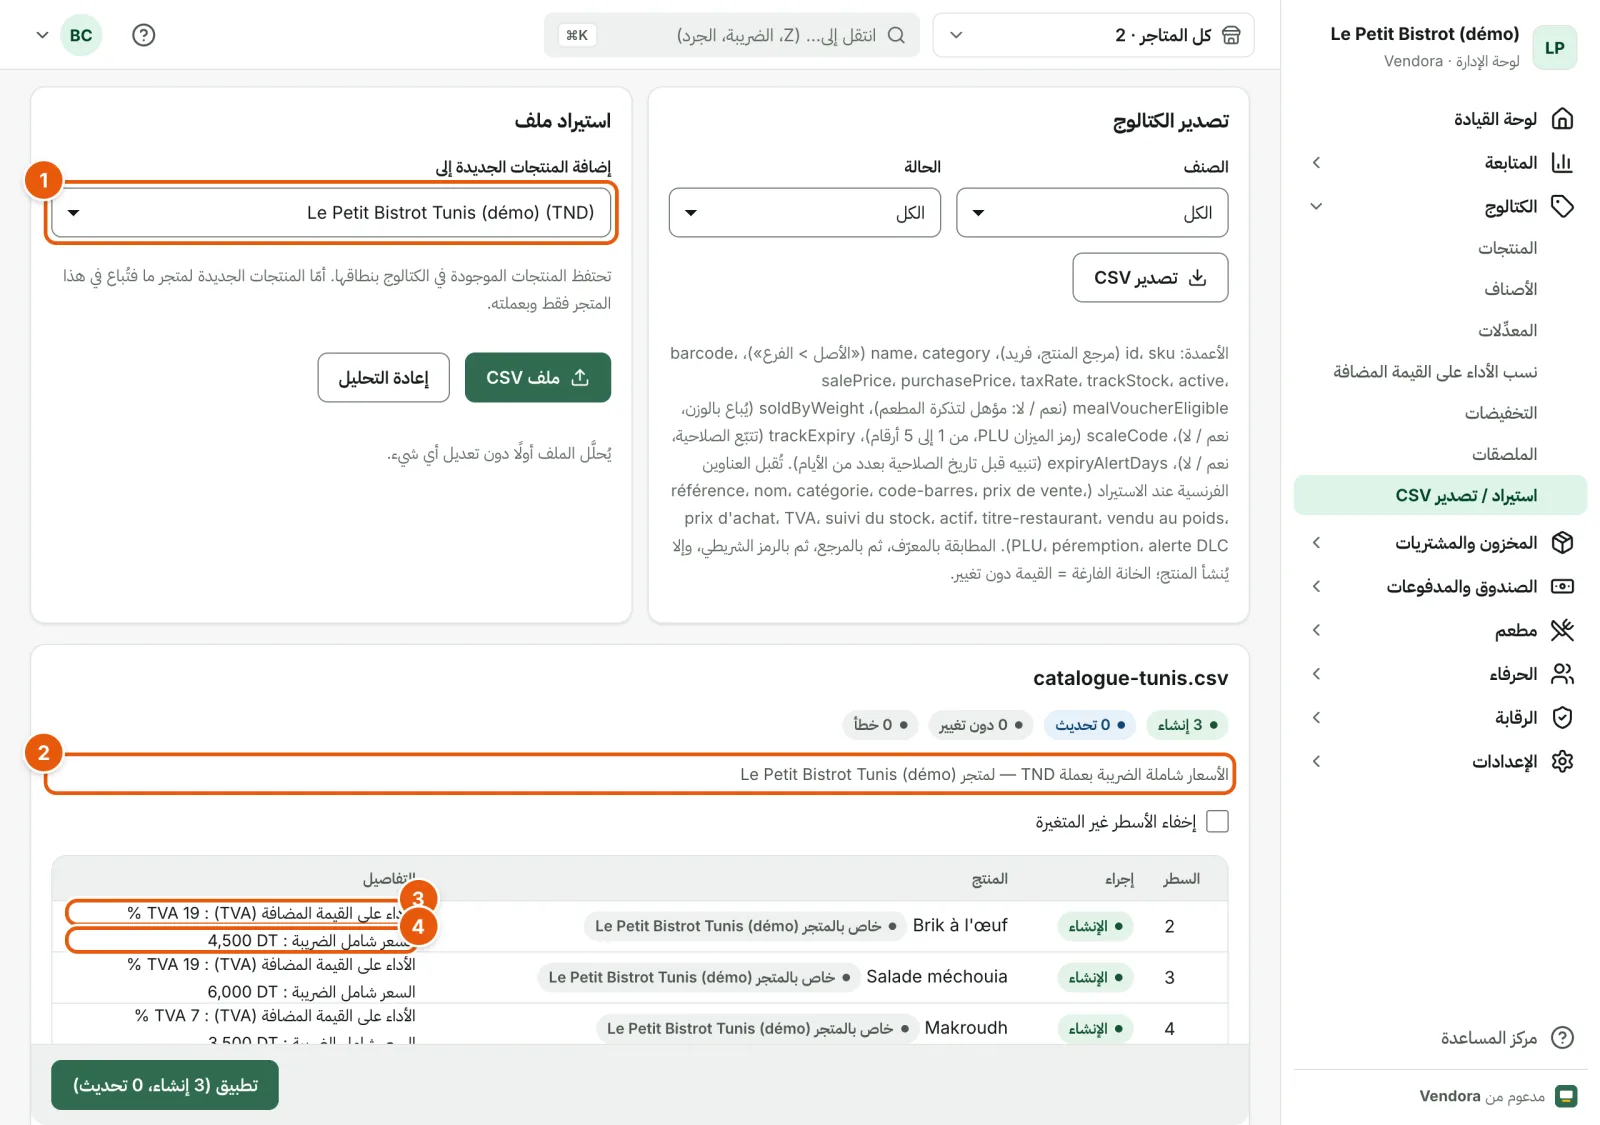 Le Petit Bistrot (démo)
لوحة الإدارة · Vendora
LP
كل المتاجر · 2
انتقل إلى... (Z، الضريبة، الجرد)
⌘K
BC
لوحة القيادة
المتابعة
الكتالوج
المنتجات
الأصناف
المعدّلات
نسب الأداء على القيمة المضافة
التخفيضات
الملصقات
استيراد / تصدير CSV
المخزون والمشتريات
الصندوق والمدفوعات
مطعم
الحرفاء
الرقابة
الإعدادات
مركز المساعدة
مدعوم من Vendora
تصدير الكتالوج
الصنف
الحالة
الكل
الكل
تصدير CSV
الأعمدة: id، sku (مرجع المنتج، فريد)، name، category («الأصل > الفرع»)، barcode،
salePrice، purchasePrice، taxRate، trackStock، active،
mealVoucherEligible (نعم / لا: مؤهل لتذكرة المطعم)، soldByWeight (يُباع بالوزن،
نعم / لا)، scaleCode (رمز الميزان PLU، من 1 إلى 5 أرقام)، trackExpiry (تتبّع الصلاحية،
نعم / لا)، expiryAlertDays (تنبيه قبل تاريخ الصلاحية بعدد من الأيام). تُقبل العناوين
الفرنسية عند الاستيراد (référence، nom، catégorie، code-barres، prix de vente،
prix d'achat، TVA، suivi du stock، actif، titre-restaurant، vendu au poids،
PLU، péremption، alerte DLC). المطابقة بالمعرّف، ثم بالمرجع، ثم بالرمز الشريطي، وإلا
يُنشأ المنتج؛ الخانة الفارغة = القيمة دون تغيير.
استيراد ملف
إضافة المنتجات الجديدة إلى
1
Le Petit Bistrot Tunis (démo) (TND)
تحتفظ المنتجات الموجودة في الكتالوج بنطاقها. أمّا المنتجات الجديدة لمتجر ما فتُباع في هذا
المتجر فقط وبعملته.
ملف CSV
إعادة التحليل
يُحلَّل الملف أولًا دون تعديل أي شيء.
catalogue-tunis.csv
3 إنشاء
0 تحديث
0 دون تغيير
0 خطأ
2
الأسعار شاملة الضريبة بعملة TND — لمتجر Le Petit Bistrot Tunis (démo)
إخفاء الأسطر غير المتغيرة
السطر
إجراء
المنتج
التفاصيل
2
الإنشاء
Brik à l'œuf
خاص بالمتجر Le Petit Bistrot Tunis (démo)
3
على القيمة المضافة (TVA) : TVA 19 %
4
شامل الضريبة : 4,500 DT
3
الإنشاء
Salade méchouia
خاص بالمتجر Le Petit Bistrot Tunis (démo)
الأداء على القيمة المضافة (TVA) : TVA 19 %
السعر شامل الضريبة : 6,000 DT
4
الإنشاء
Makroudh
خاص بالمتجر Le Petit Bistrot Tunis (démo)
الأداء على القيمة المضافة (TVA) : TVA 7 %
السعر شامل الضريبة : 3,500 DT
تطبيق (3 إنشاء، 0 تحديث)